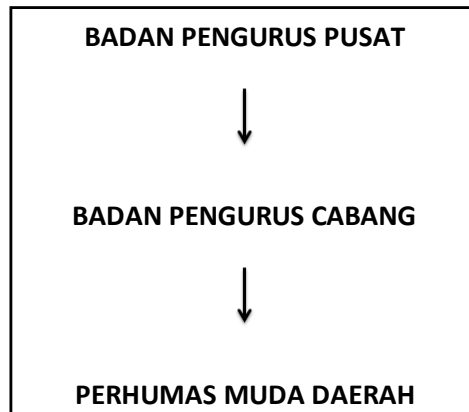 BADAN PENGURUS PUSAT
BADAN PENGURUS CABANG
PERHUMAS MUDA DAERAH